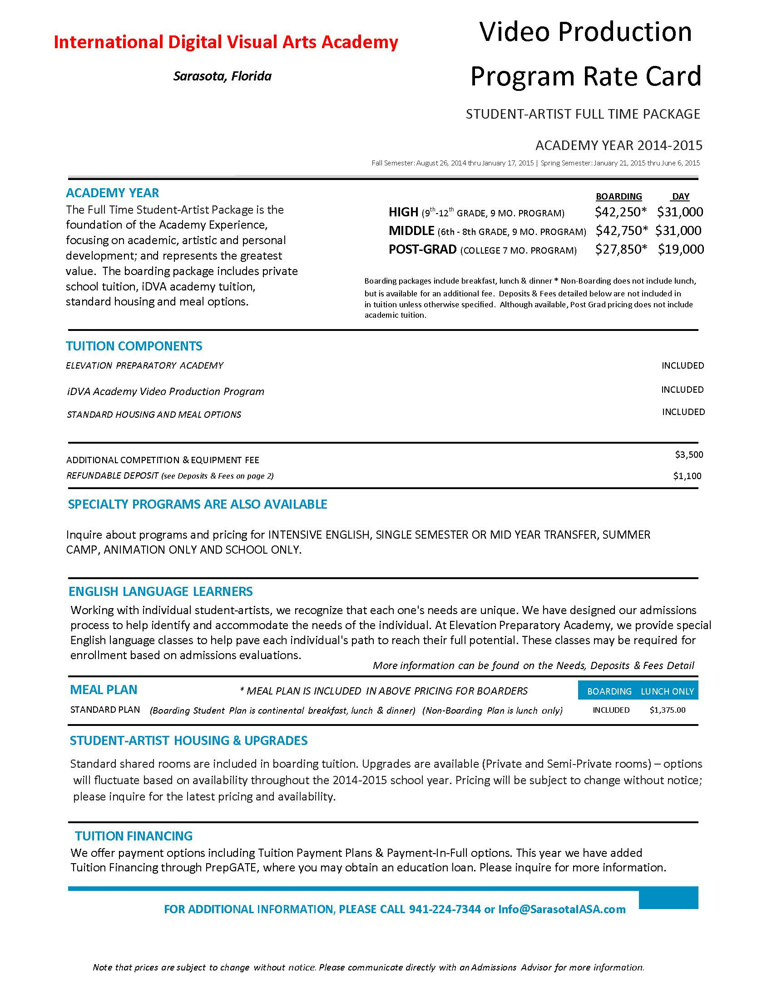 International Digital Visual Arts Academy
Sarasota, Florida
Video Production
Program Rate Card
STUDENT-ARTIST FULL TIME PACKAGE
ACADEMY YEAR 2014-2015
Fall Semester: August 26, 2014 thru January 17, 2015 | Spring Semester: January 21, 2015 thru June 6, 2015
ACADEMY YEAR
The Full Time Student-Artist Package is the
foundation of the Academy Experience,
focusing on academic, artistic and personal
development; and represents the greatest
value. The boarding package includes private
school tuition, iDVA academy tuition,
standard housing and meal options.
BOARDING DAY
HIGH (9th-12th GRADE, 9 MO. PROGRAM) $42,250* $31,000
MIDDLE (6th - 8th GRADE, 9 MO. PROGRAM) $42,750* $31,000
POST-GRAD (COLLEGE 7 MO. PROGRAM) $27,850* $19,000
Boarding packages include breakfast, lunch & dinner * Non-Boarding does not include lunch,
but is available for an additional fee. Deposits & Fees detailed below are not included in
in tuition unless otherwise specified. Although available, Post Grad pricing does not include
academic tuition.
TUITION COMPONENTS
ELEVATION PREPARATORY ACADEMY INCLUDED
iDVA Academy Video Production Program INCLUDED
STANDARD HOUSING AND MEAL OPTIONS INCLUDED
ADDITIONAL COMPETITION & EQUIPMENT FEE $3,500
REFUNDABLE DEPOSIT (see Deposits & Fees on page 2) $1,100
SPECIALTY PROGRAMS ARE ALSO AVAILABLE
Inquire about programs and pricing for INTENSIVE ENGLISH, SINGLE SEMESTER OR MID YEAR TRANSFER, SUMMER
CAMP, ANIMATION ONLY AND SCHOOL ONLY.
ENGLISH LANGUAGE LEARNERS
Working with individual student-artists, we recognize that each one's needs are unique. We have designed our admissions
process to help identify and accommodate the needs of the individual. At Elevation Preparatory Academy, we provide special
English language classes to help pave each individual's path to reach their full potential. These classes may be required for
enrollment based on admissions evaluations.
More information can be found on the Needs, Deposits & Fees Detail
MEAL PLAN * MEAL PLAN IS INCLUDED IN ABOVE PRICING FOR BOARDERS BOARDING LUNCH ONLY
STANDARD PLAN (Boarding Student Plan is continental breakfast, lunch & dinner) (Non-Boarding Plan is lunch only) INCLUDED $1,375.00
STUDENT-ARTIST HOUSING & UPGRADES
Standard shared rooms are included in boarding tuition. Upgrades are available (Private and Semi-Private rooms) – options
will fluctuate based on availability throughout the 2014-2015 school year. Pricing will be subject to change without notice;
please inquire for the latest pricing and availability.
TUITION FINANCING
We offer payment options including Tuition Payment Plans & Payment-In-Full options. This year we have added
Tuition Financing through PrepGATE, where you may obtain an education loan. Please inquire for more information.
FOR ADDITIONAL INFORMATION, PLEASE CALL 941-224-7344 or Info@SarasotaIASA.com
Note that prices are subject to change without notice. Please communicate directly with an Admissions Advisor for more information.